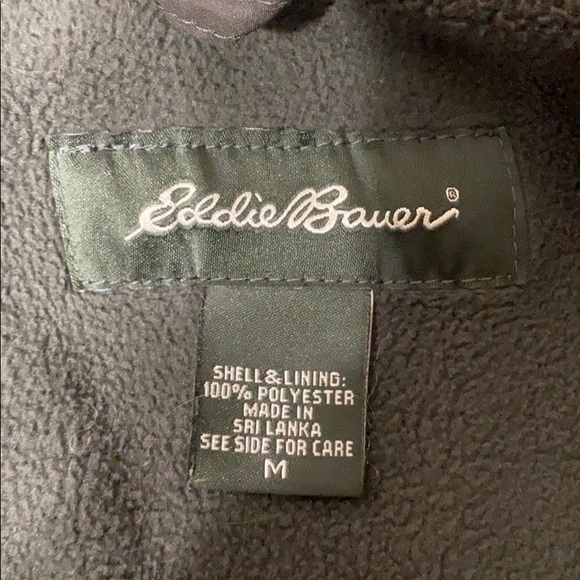 Eddie Bauer®
SHELL & LINING:
100% POLYESTER
MADE IN
SRI LANKA
SEE SIDE FOR CARE
M